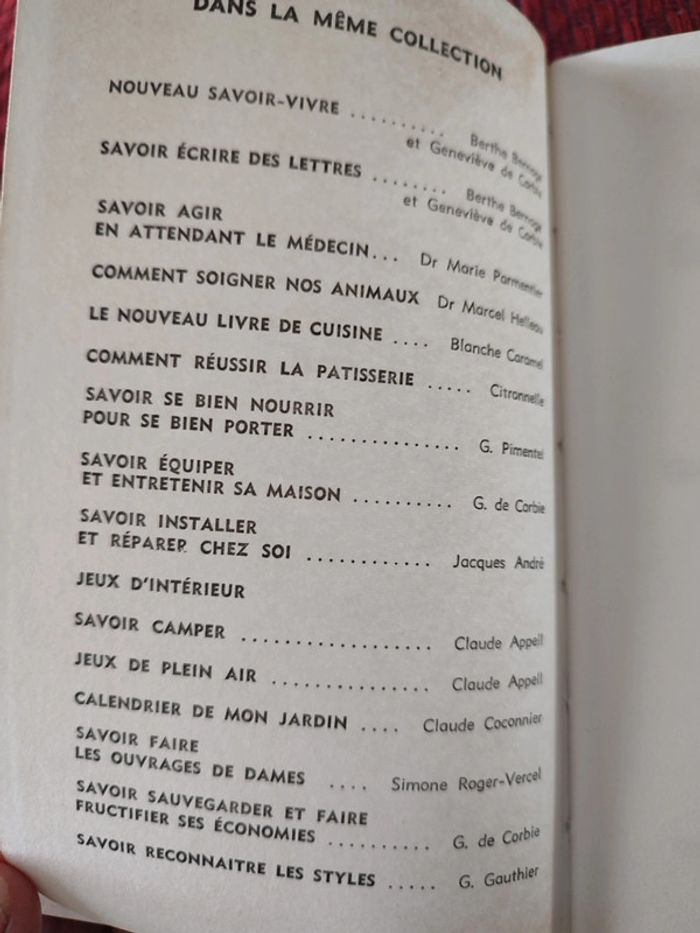 DANS LA MÊME COLLECTION
NOUVEAU SAVOIR-VIVRE .......... Berthe Bernage
et Geneviève de Corbie
SAVOIR ÉCRIRE DES LETTRES ........ Berthe Bernage
et Geneviève de Corbie
SAVOIR AGIR
EN ATTENDANT LE MÉDECIN... Dr Marie Parmentier
COMMENT SOIGNER NOS ANIMAUX Dr Marcel
LE NOUVEAU LIVRE DE CUISINE .... Blanche Caramel
COMMENT RÉUSSIR LA PATISSERIE ..... Citronnelle
SAVOIR SE BIEN NOURRIR
POUR SE BIEN PORTER ............... G. Pimentel
SAVOIR ÉQUIPER
ET ENTRETENIR SA MAISON .......... G. de Corbie
SAVOIR INSTALLER
ET RÉPARER CHEZ SOI ............ Jacques André
JEUX D'INTÉRIEUR
SAVOIR CAMPER .................. Claude Appell
JEUX DE PLEIN AIR ............... Claude Appell
CALENDRIER DE MON JARDIN .... Claude Coconnier
SAVOIR FAIRE
LES OUVRAGES DE DAMES .... Simone Roger-Vercel
SAVOIR SAUVEGARDER ET FAIRE
FRUCTIFIER SES ÉCONOMIES .......... G. de Corbie
SAVOIR RECONNAITRE LES STYLES ..... G. Gauthier